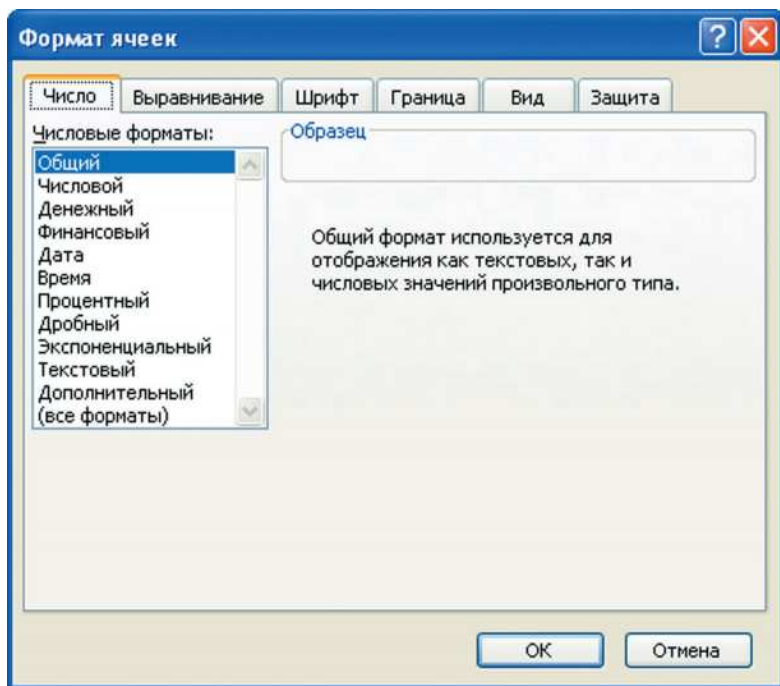 Формат ячеек
Число Выравнивание Шрифт Граница Вид Защита
Числовые форматы:
Общий
Числовой
Денежный
Финансовый
Дата
Время
Процентный
Дробный
Экспоненциальный
Текстовый
Дополнительный
(все форматы)
Образец
Общий формат используется для
отображения как текстовых, так и
числовых значений произвольного типа.
ОК Отмена